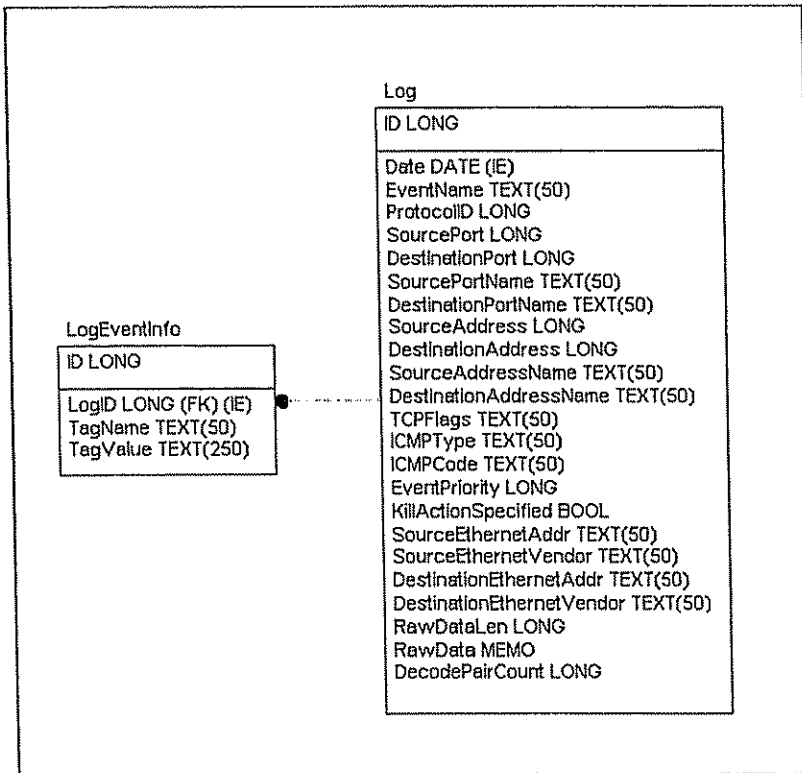 Log
ID LONG
Date DATE (IE)
EventName TEXT(50)
ProtocolID LONG
SourcePort LONG
DestinationPort LONG
SourcePortName TEXT(50)
DestinationPortName TEXT(50)
SourceAddress LONG
DestinationAddress LONG
SourceAddressName TEXT(50)
DestinationAddressName TEXT(50)
TCPFlags TEXT(50)
ICMPType TEXT(50)
ICMPCode TEXT(50)
EventPriority LONG
KillActionSpecified BOOL
SourceEthernetAddr TEXT(50)
SourceEthernetVendor TEXT(50)
DestinationEthernetAddr TEXT(50)
DestinationEthernetVendor TEXT(50)
RawDataLen LONG
RawData MEMO
DecodePairCount LONG
LogEventInfo
ID LONG
LogID LONG (FK) (IE)
TagName TEXT(50)
TagValue TEXT(250)